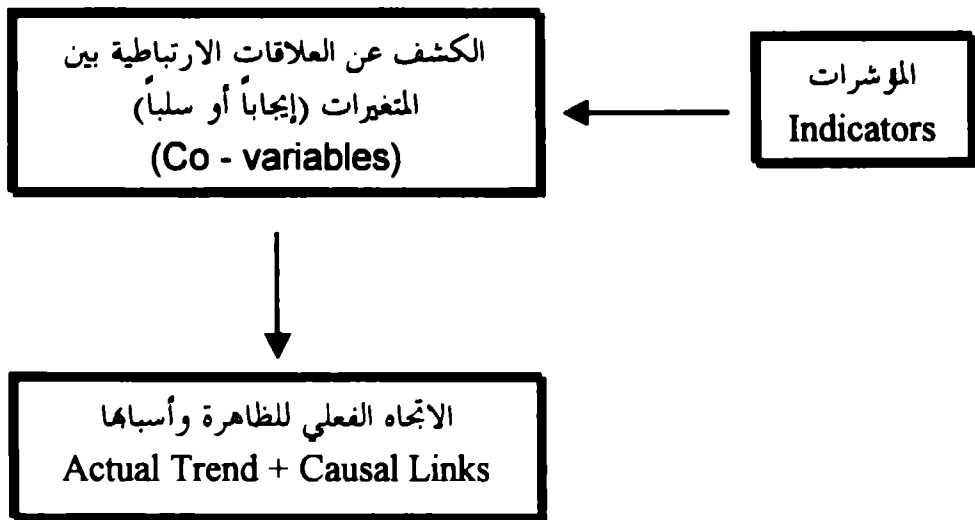 المؤشرات
Indicators
الكشف عن العلاقات الارتباطية بين
المتغيرات (إيجاباً أو سلباً)
(Co - variables)
الاتجاه الفعلي للظاهرة وأسبابها
Actual Trend + Causal Links